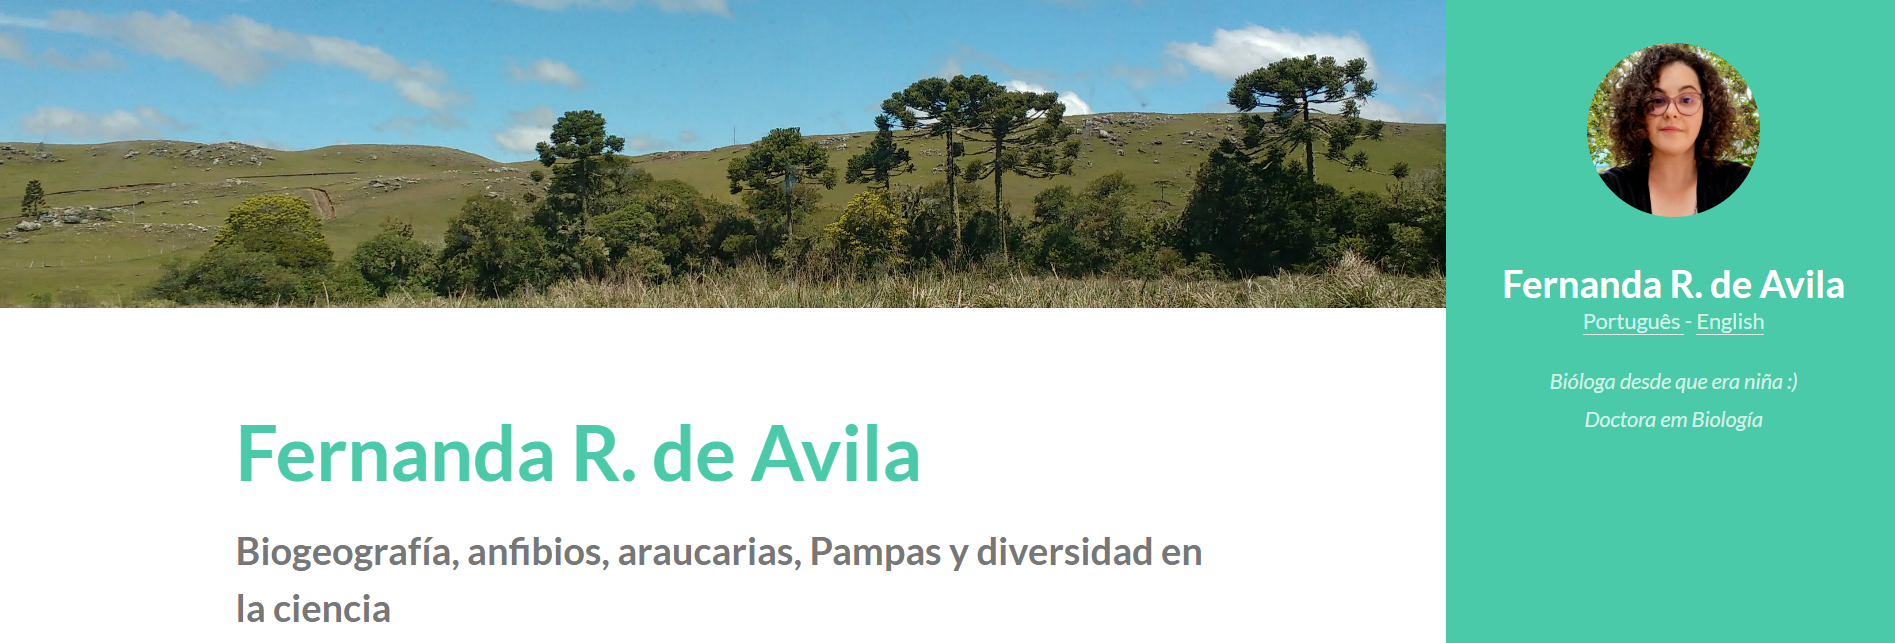 Fernanda R. de Avila
Biogeografía, anfibios, araucarias, Pampas y diversidad en
la ciencia
Fernanda R. de Avila
Português - English
Bióloga desde que era niña :)
Doctora em Biología